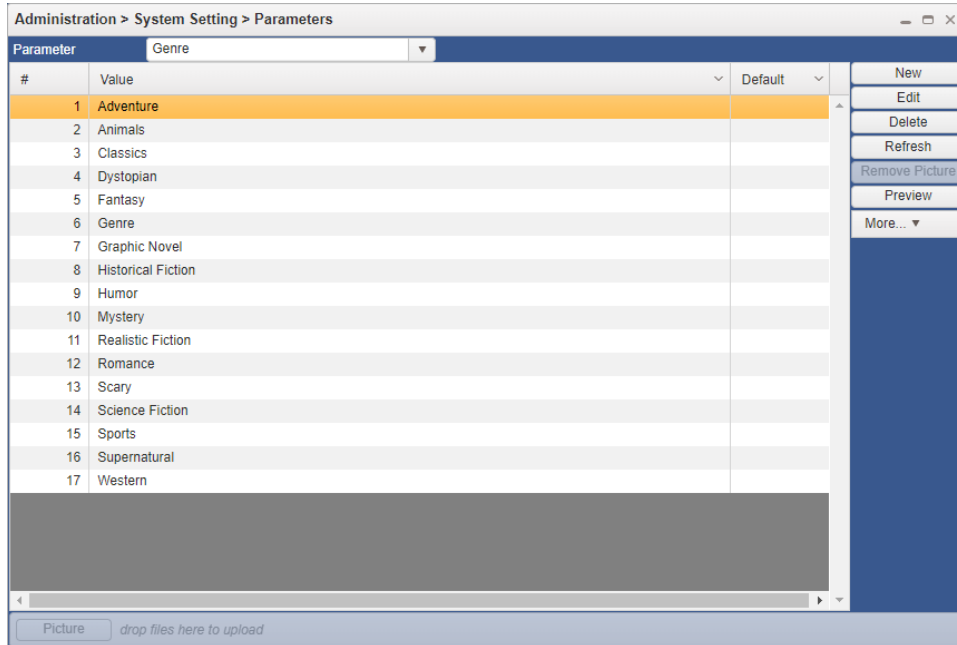 Administration > System Setting > Parameters
Parameter Genre
# Value Default
1 Adventure
2 Animals
3 Classics
4 Dystopian
5 Fantasy
6 Genre
7 Graphic Novel
8 Historical Fiction
9 Humor
10 Mystery
11 Realistic Fiction
12 Romance
13 Scary
14 Science Fiction
15 Sports
16 Supernatural
17 Western
New
Edit
Delete
Refresh
Remove Picture
Preview
More...
Picture drop files here to upload